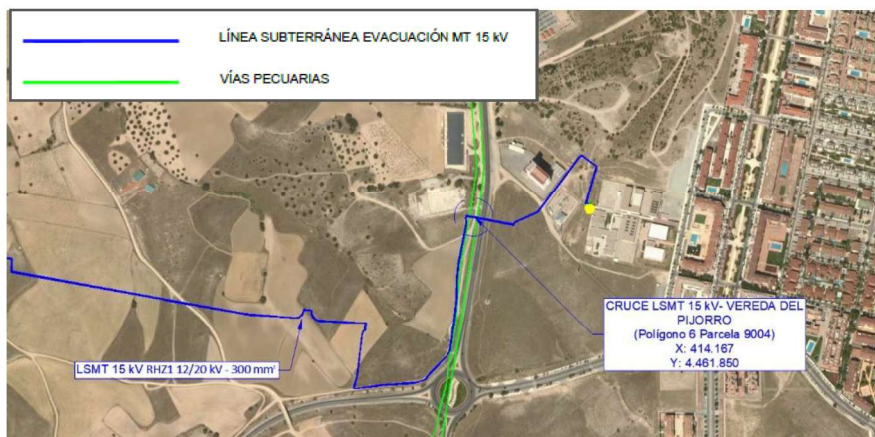 LÍNEA SUBTERRÁNEA EVACUACIÓN MT 15 kV
VÍAS PECUARIAS
CRUCE LSMT 15 kV- VEREDA DEL
PIJORRO
(Polígono 6 Parcela 9004)
X: 414.167
Y: 4.461.850
LSMT 15 kV RHZ1 12/20 kV - 300 mm²